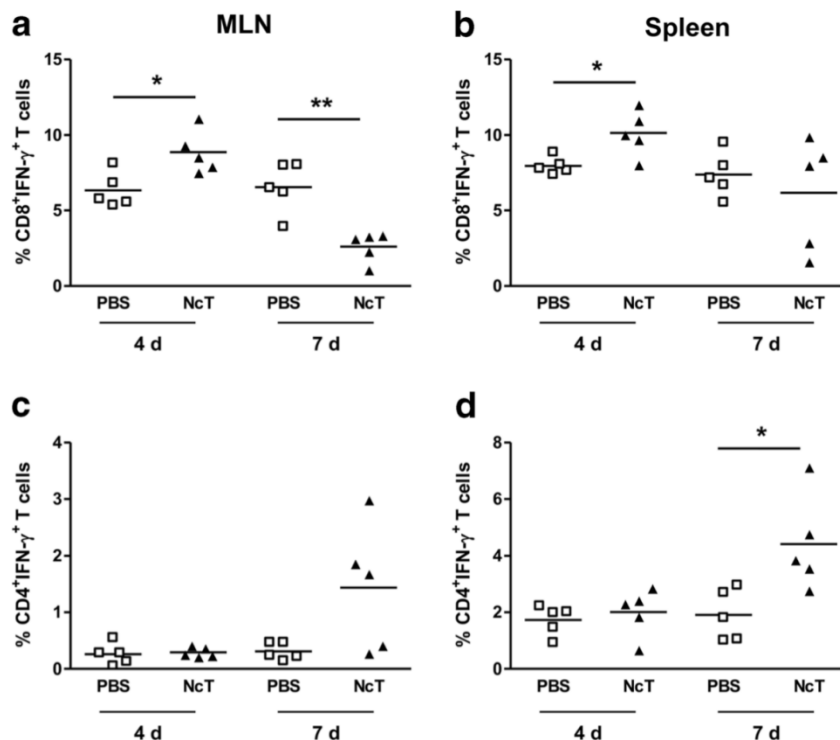 a MLN
% CD8+IFN-γ+ T cells
15
10
5
0
*
**
PBS NcT PBS NcT
4 d 7 d
b Spleen
% CD8+IFN-γ+ T cells
15
10
5
0
*
PBS NcT PBS NcT
4 d 7 d
c
% CD4+IFN-γ+ T cells
4
3
2
1
0
PBS NcT PBS NcT
4 d 7 d
d
% CD4+IFN-γ+ T cells
8
6
4
2
0
*
PBS NcT PBS NcT
4 d 7 d